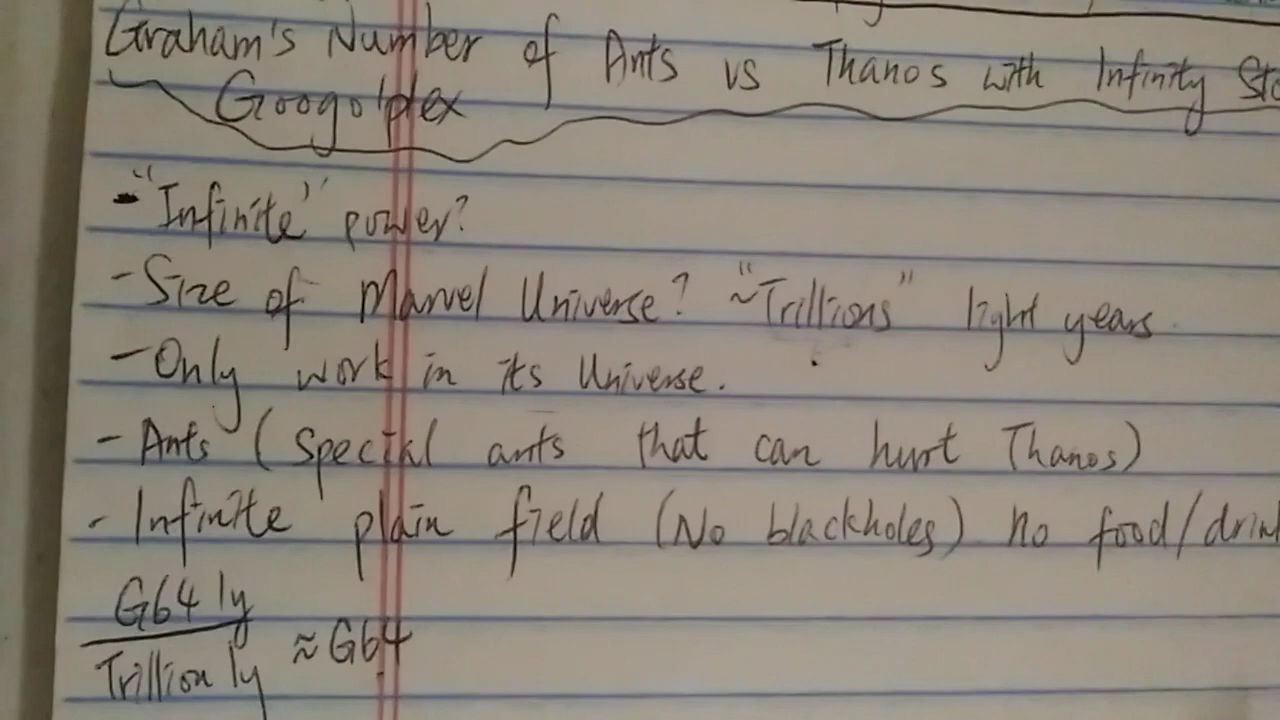 Graham's Number of Ants vs Thanos with Infinity
Googolplex
- "Infinite" power?
- Size of Marvel Universe? ~"Trillions" light years
- Only work in its Universe.
- Ants (special ants that can hurt Thanos)
- Infinite plain field (No blackholes) no food/drin
G64 ly
Trillion ly ≈ G64